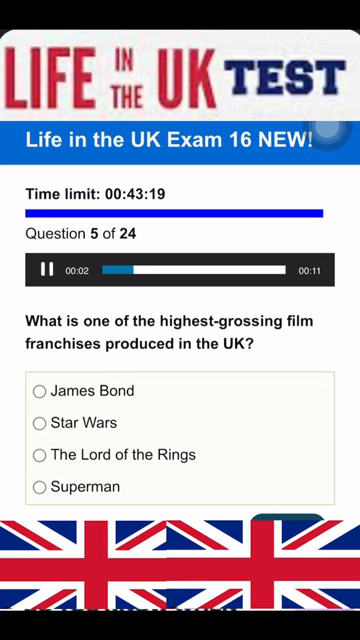 LIFE IN THE UK TEST
Life in the UK Exam 16 NEW!
Time limit: 00:43:19
Question 5 of 24
00:02 00:11
What is one of the highest-grossing film
franchises produced in the UK?
James Bond
Star Wars
The Lord of the Rings
Superman